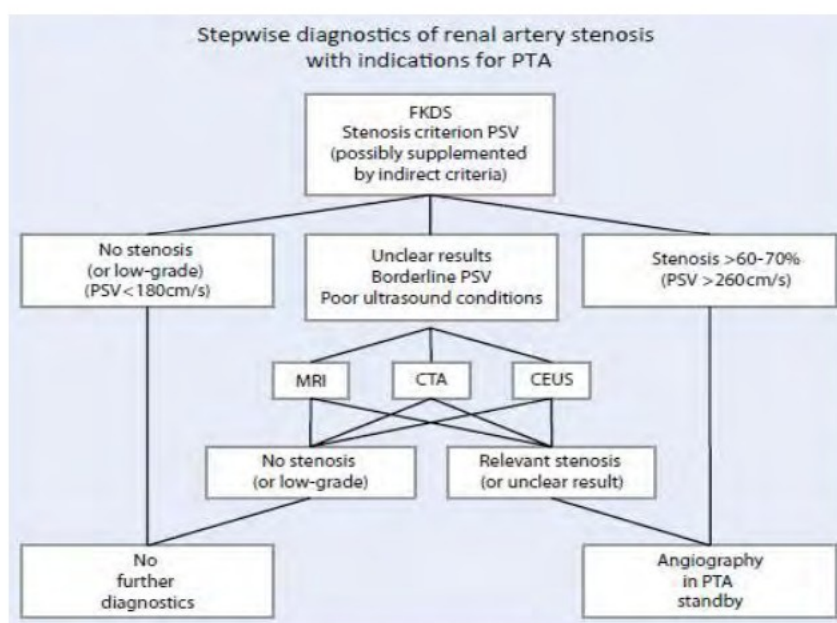 Stepwise diagnostics of renal artery stenosis
with indications for PTA
FKDS
Stenosis criterion PSV
(possibly supplemented
by indirect criteria)
No stenosis
(or low-grade)
(PSV<180cm/s)
Unclear results
Borderline PSV
Poor ultrasound conditions
Stenosis >60-70%
(PSV >260cm/s)
MRI
CTA
CEUS
No stenosis
(or low-grade)
Relevant stenosis
(or unclear result)
No
further
diagnostics
Angiography
in PTA
standby